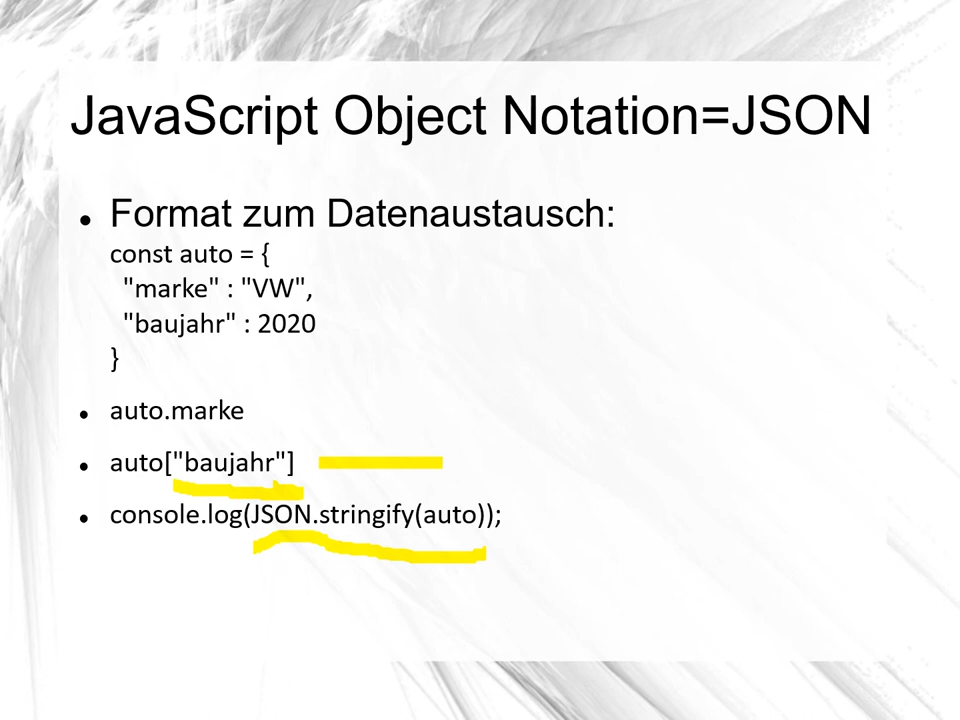 JavaScript Object Notation=JSON
● Format zum Datenaustausch:
const auto = {
"marke" : "VW",
"baujahr" : 2020
}
● auto.marke
● auto["baujahr"]
● console.log(JSON.stringify(auto));